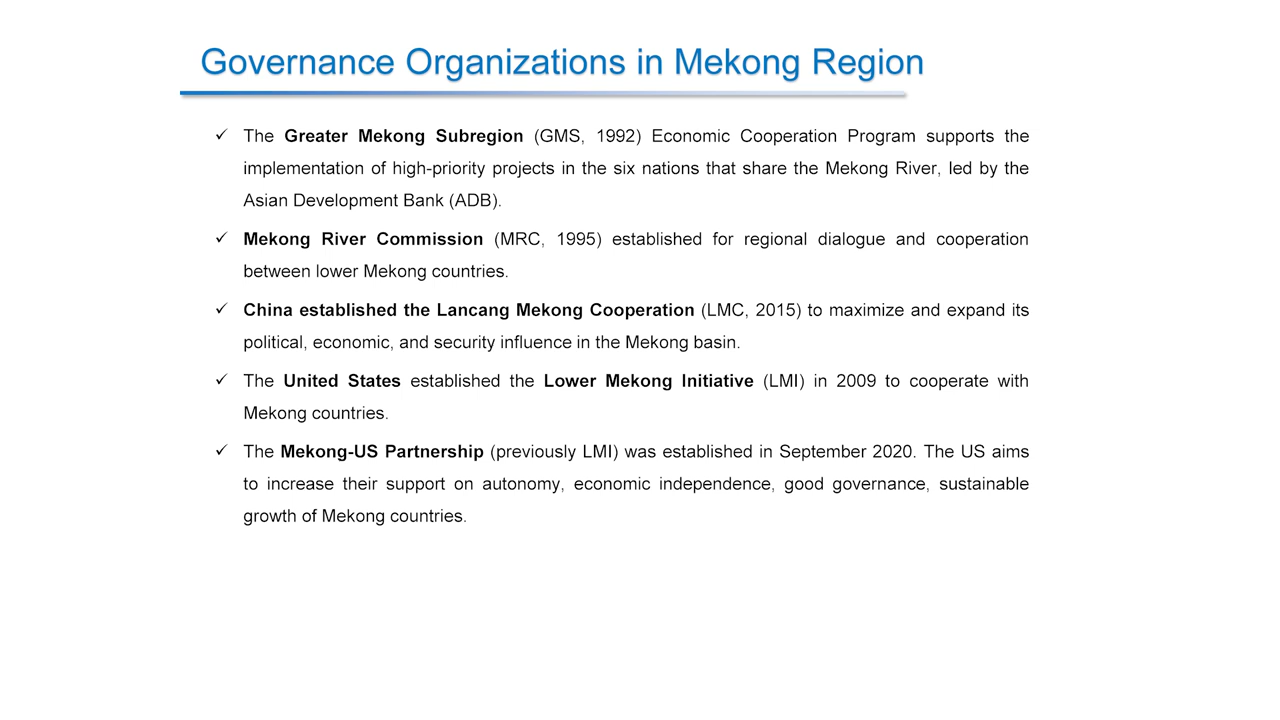 Governance Organizations in Mekong Region
✓ The Greater Mekong Subregion (GMS, 1992) Economic Cooperation Program supports the
implementation of high-priority projects in the six nations that share the Mekong River, led by the
Asian Development Bank (ADB).
✓ Mekong River Commission (MRC, 1995) established for regional dialogue and cooperation
between lower Mekong countries.
✓ China established the Lancang Mekong Cooperation (LMC, 2015) to maximize and expand its
political, economic, and security influence in the Mekong basin.
✓ The United States established the Lower Mekong Initiative (LMI) in 2009 to cooperate with
Mekong countries.
✓ The Mekong-US Partnership (previously LMI) was established in September 2020. The US aims
to increase their support on autonomy, economic independence, good governance, sustainable
growth of Mekong countries.